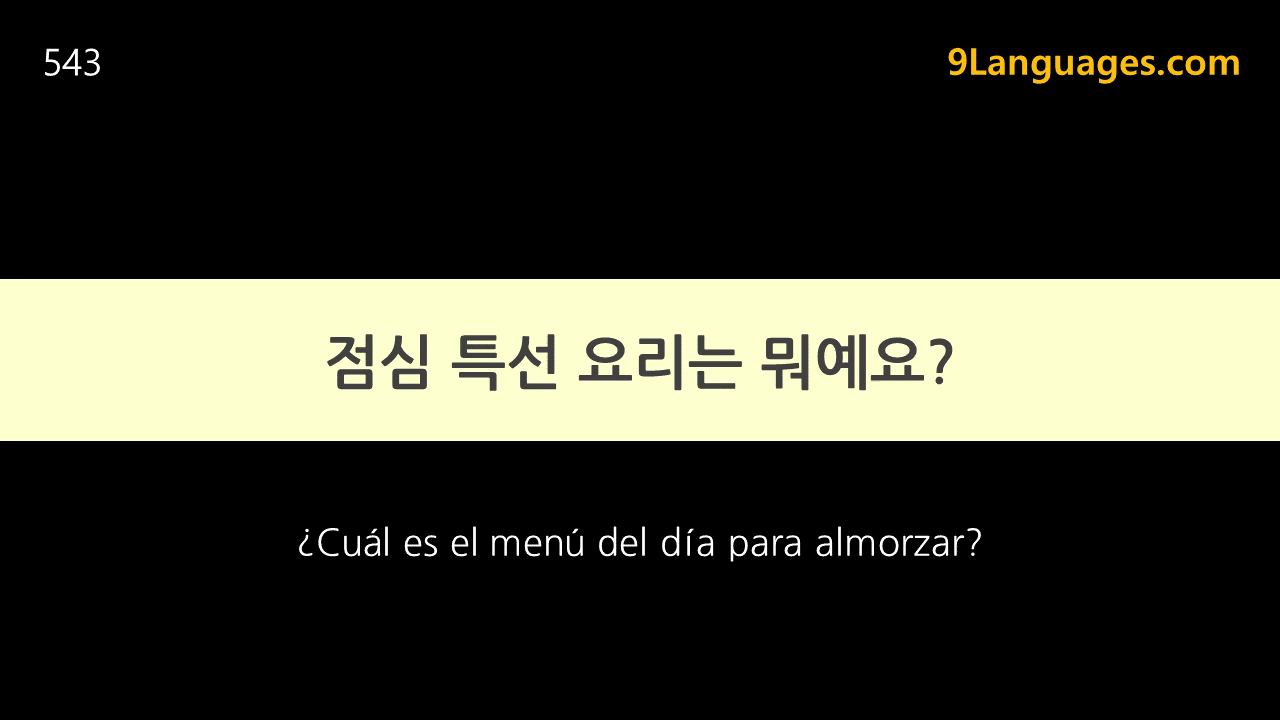 543
9Languages.com
점심 특선 요리는 뭐예요?
¿Cuál es el menú del día para almorzar?